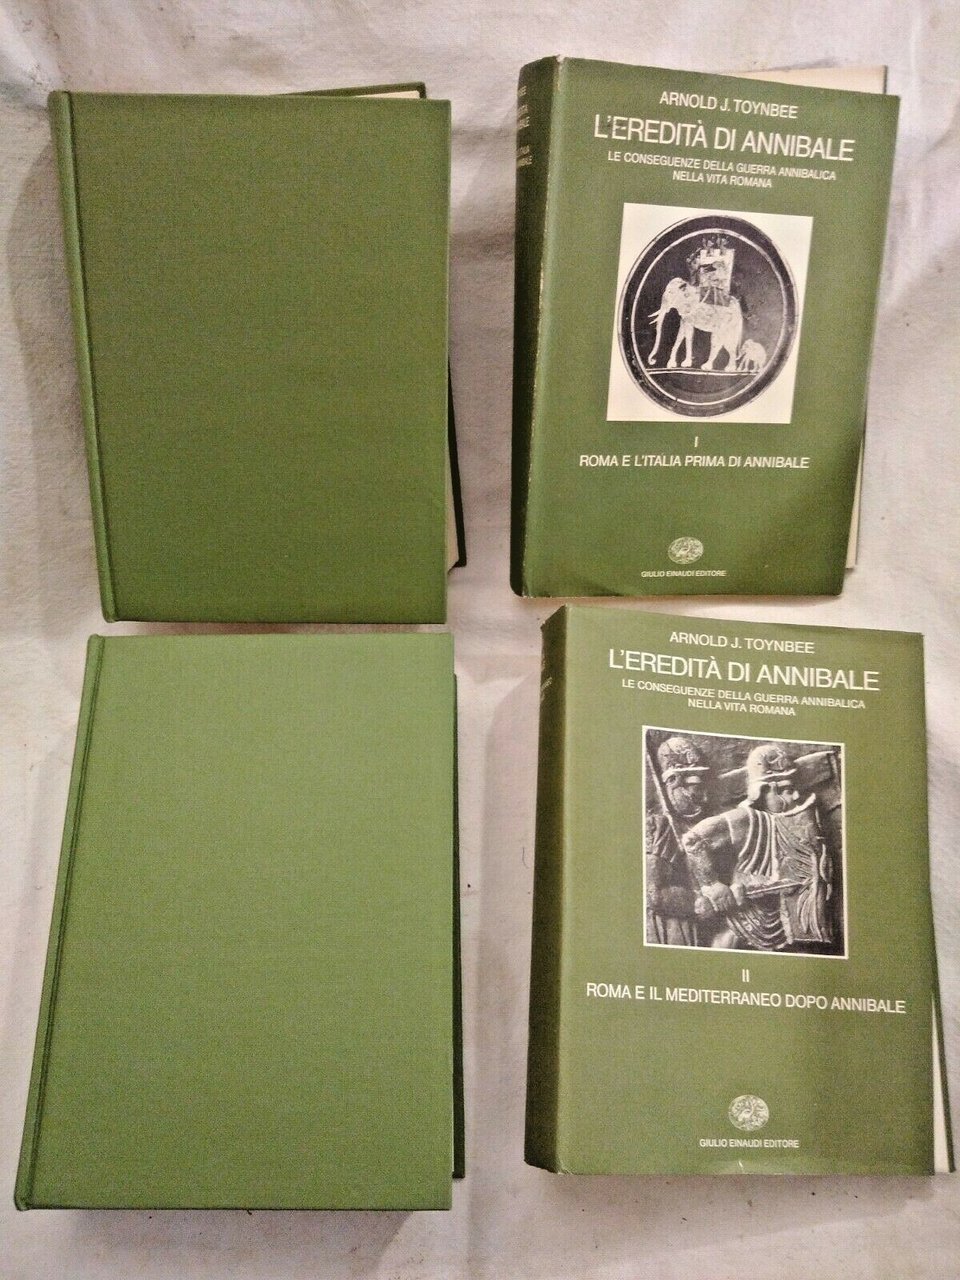 ARNOLD J. TOYNBEE
L'EREDITÀ DI ANNIBALE
LE CONSEGUENZE DELLA GUERRA ANNIBALICA
NELLA VITA ROMANA
I
ROMA E L'ITALIA PRIMA DI ANNIBALE
GIULIO EINAUDI EDITORE
ARNOLD J. TOYNBEE
L'EREDITÀ DI ANNIBALE
LE CONSEGUENZE DELLA GUERRA ANNIBALICA
NELLA VITA ROMANA
II
ROMA E IL MEDITERRANEO DOPO ANNIBALE
GIULIO EINAUDI EDITORE